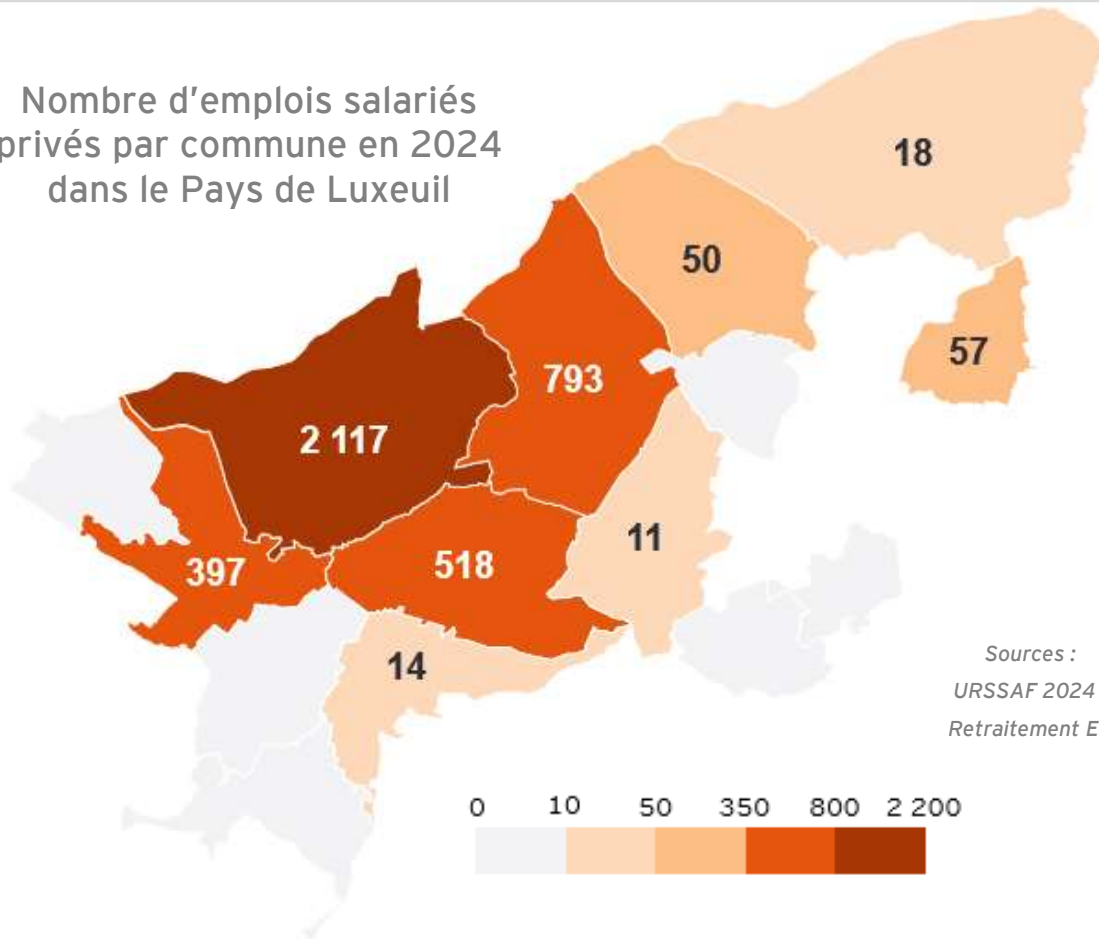 Nombre d'emplois salariés
privés par commune en 2024
dans le Pays de Luxeuil
18
50
57
793
2 117
11
518
397
14
Sources :
URSSAF 2024
Retraitement E
0 10 50 350 800 2 200